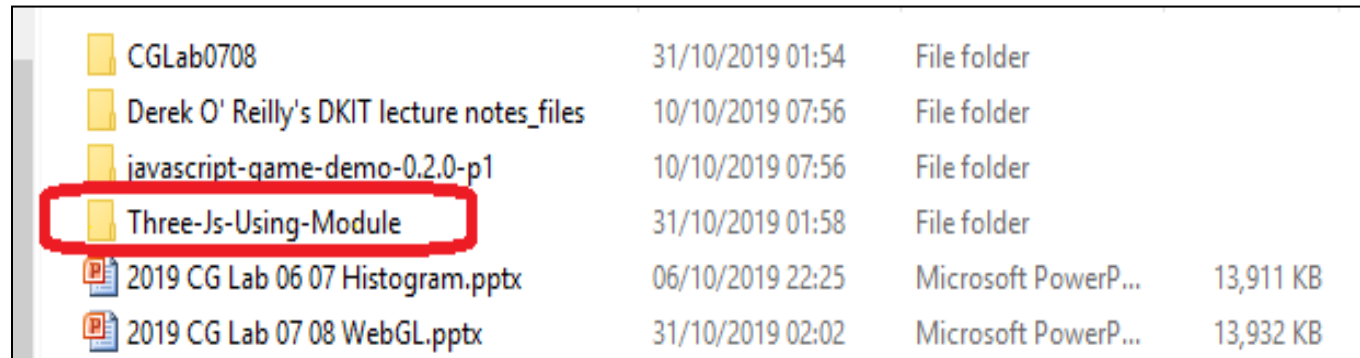 CGLab0708 31/10/2019 01:54 File folder
Derek O' Reilly's DKIT lecture notes_files 10/10/2019 07:56 File folder
javascript-game-demo-0.2.0-p1 10/10/2019 07:56 File folder
Three-Js-Using-Module 31/10/2019 01:58 File folder
2019 CG Lab 06 07 Histogram.pptx 06/10/2019 22:25 Microsoft PowerP... 13,911 KB
2019 CG Lab 07 08 WebGL.pptx 31/10/2019 02:02 Microsoft PowerP... 13,932 KB